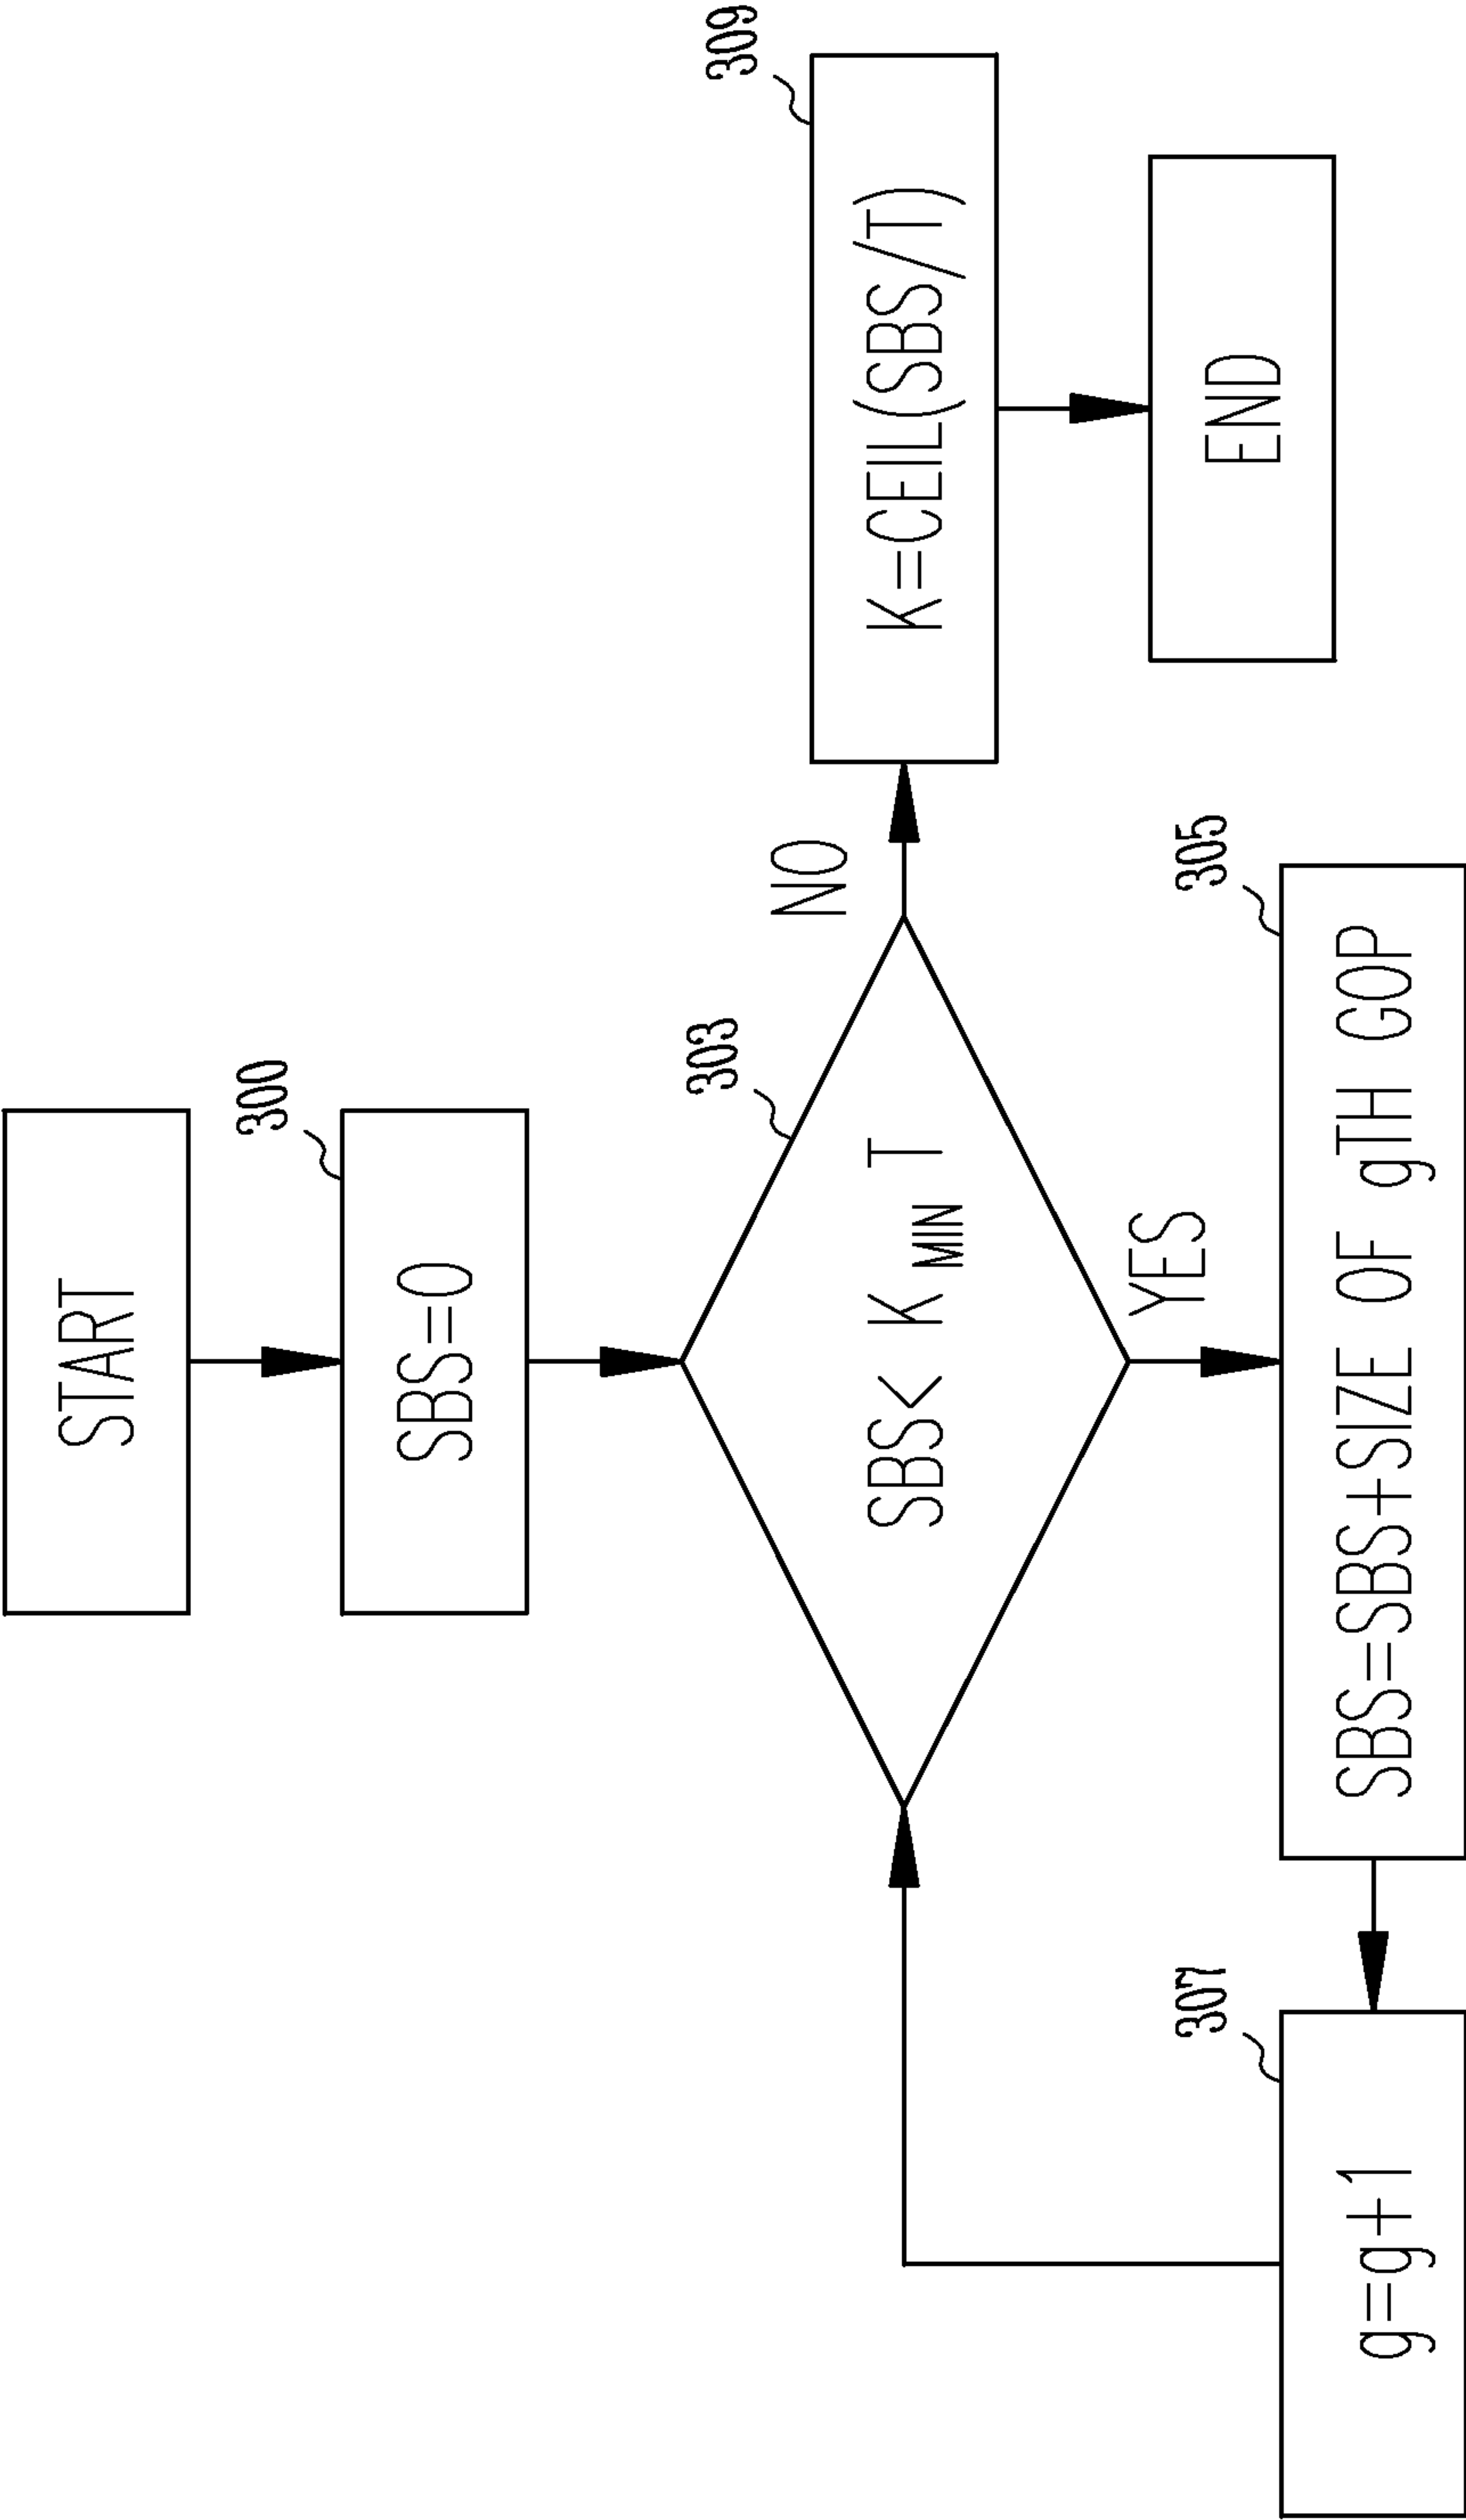 START
300
SBS=0
303
SBS< K MIN T
NO
309
K=CEIL(SBS/T)
END
YES
305
SBS=SBS+SIZE OF gTH GOP
307
g=g+1